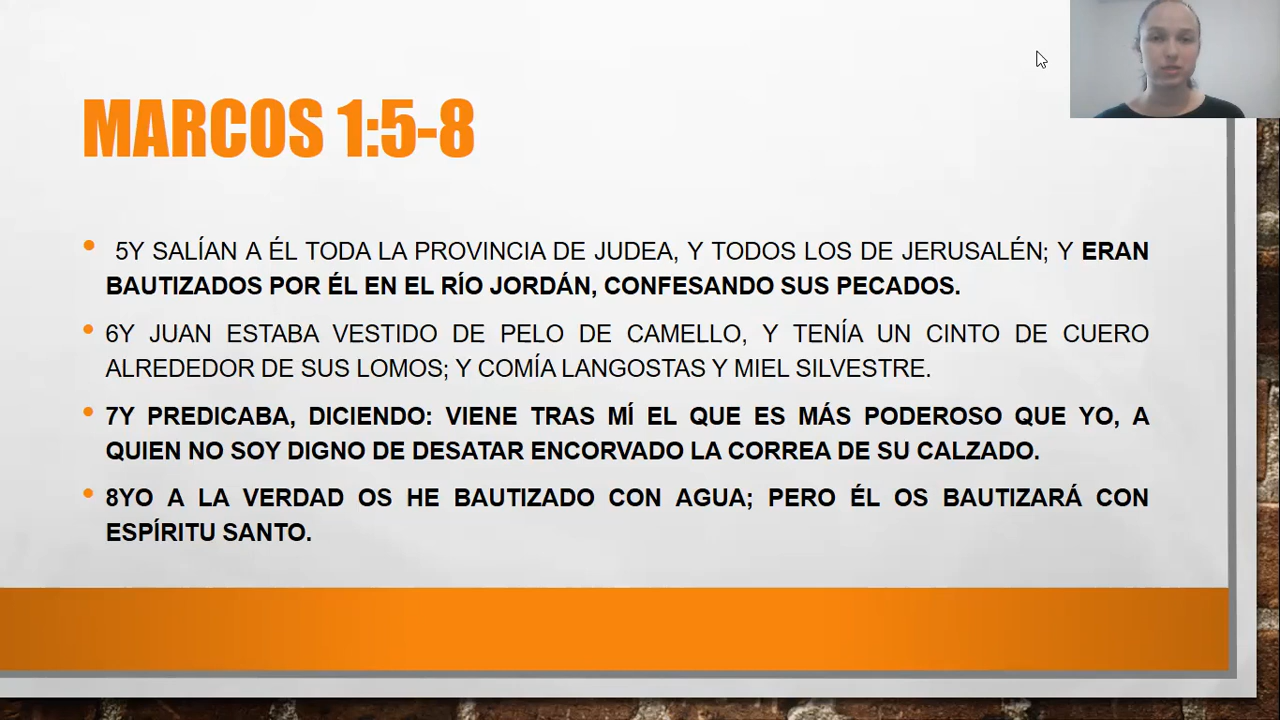 MARCOS 1:5-8
• 5Y SALÍAN A ÉL TODA LA PROVINCIA DE JUDEA, Y TODOS LOS DE JERUSALÉN; Y ERAN
BAUTIZADOS POR ÉL EN EL RÍO JORDÁN, CONFESANDO SUS PECADOS.
• 6Y JUAN ESTABA VESTIDO DE PELO DE CAMELLO, Y TENÍA UN CINTO DE CUERO
ALREDEDOR DE SUS LOMOS; Y COMÍA LANGOSTAS Y MIEL SILVESTRE.
• 7Y PREDICABA, DICIENDO: VIENE TRAS MÍ EL QUE ES MÁS PODEROSO QUE YO, A
QUIEN NO SOY DIGNO DE DESATAR ENCORVADO LA CORREA DE SU CALZADO.
• 8YO A LA VERDAD OS HE BAUTIZADO CON AGUA; PERO ÉL OS BAUTIZARÁ CON
ESPÍRITU SANTO.